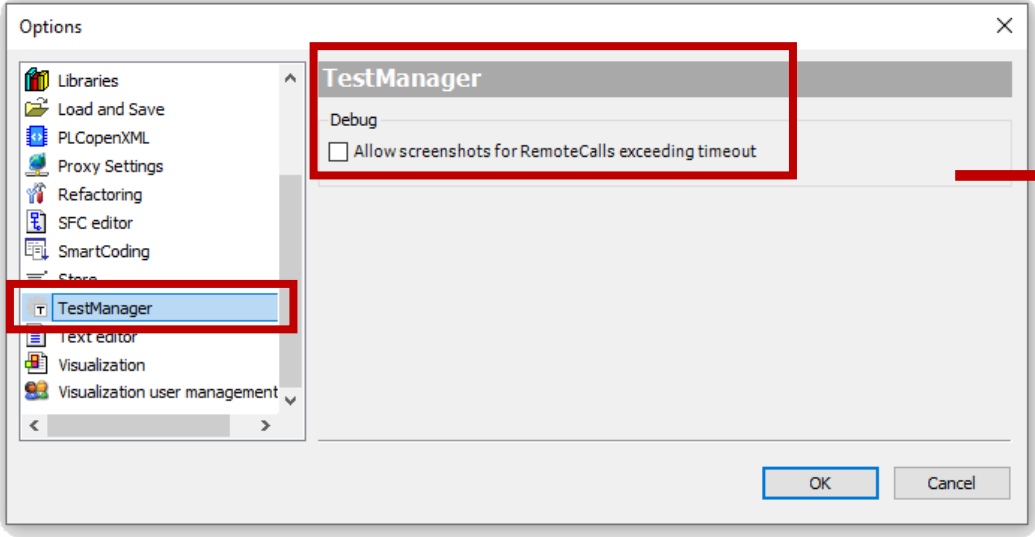 Options
Libraries
Load and Save
PLCopenXML
Proxy Settings
Refactoring
SFC editor
SmartCoding
Store
TestManager
Text editor
Visualization
Visualization user management
TestManager
Debug
Allow screenshots for RemoteCalls exceeding timeout
OK
Cancel